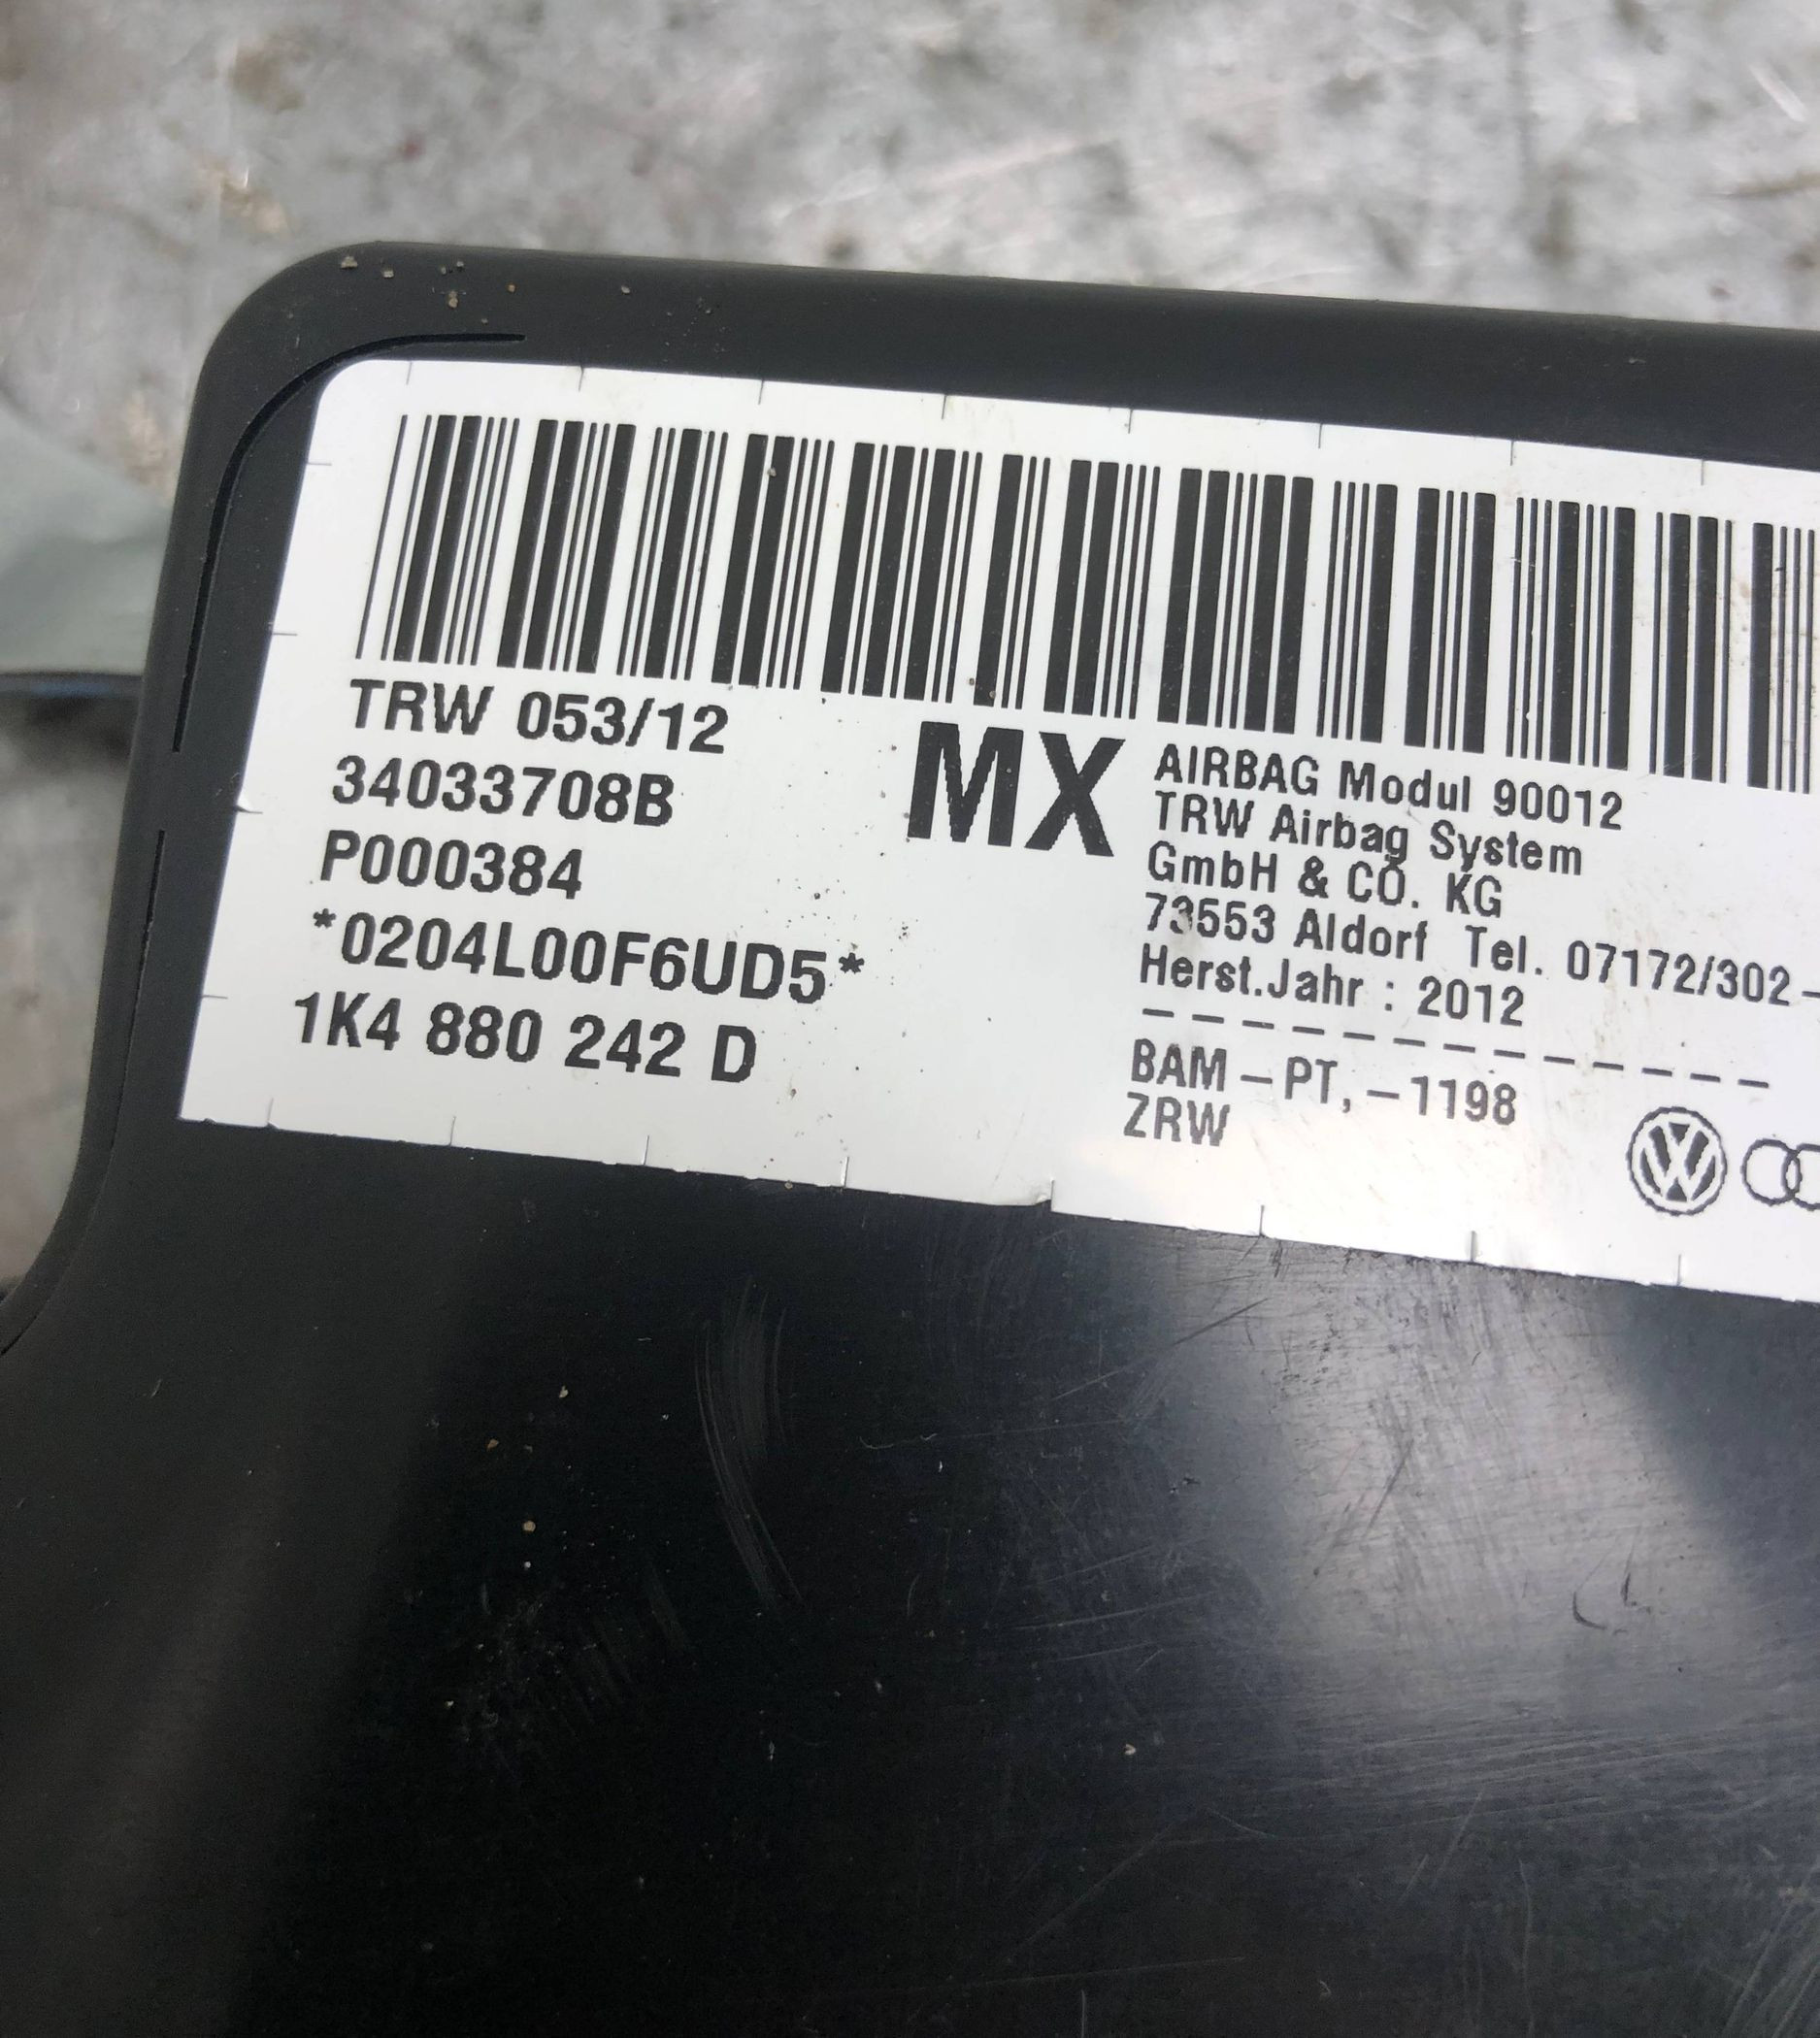 TRW 053/12
34033708B
P000384
*0204L00F6UD5*
1K4 880 242 D
MX
AIRBAG Modul 90012
TRW Airbag System
GmbH & CO. KG
73553 Aldorf Tel. 07172/302-
Herst.Jahr : 2012
BAM - PT, -1198
ZRW